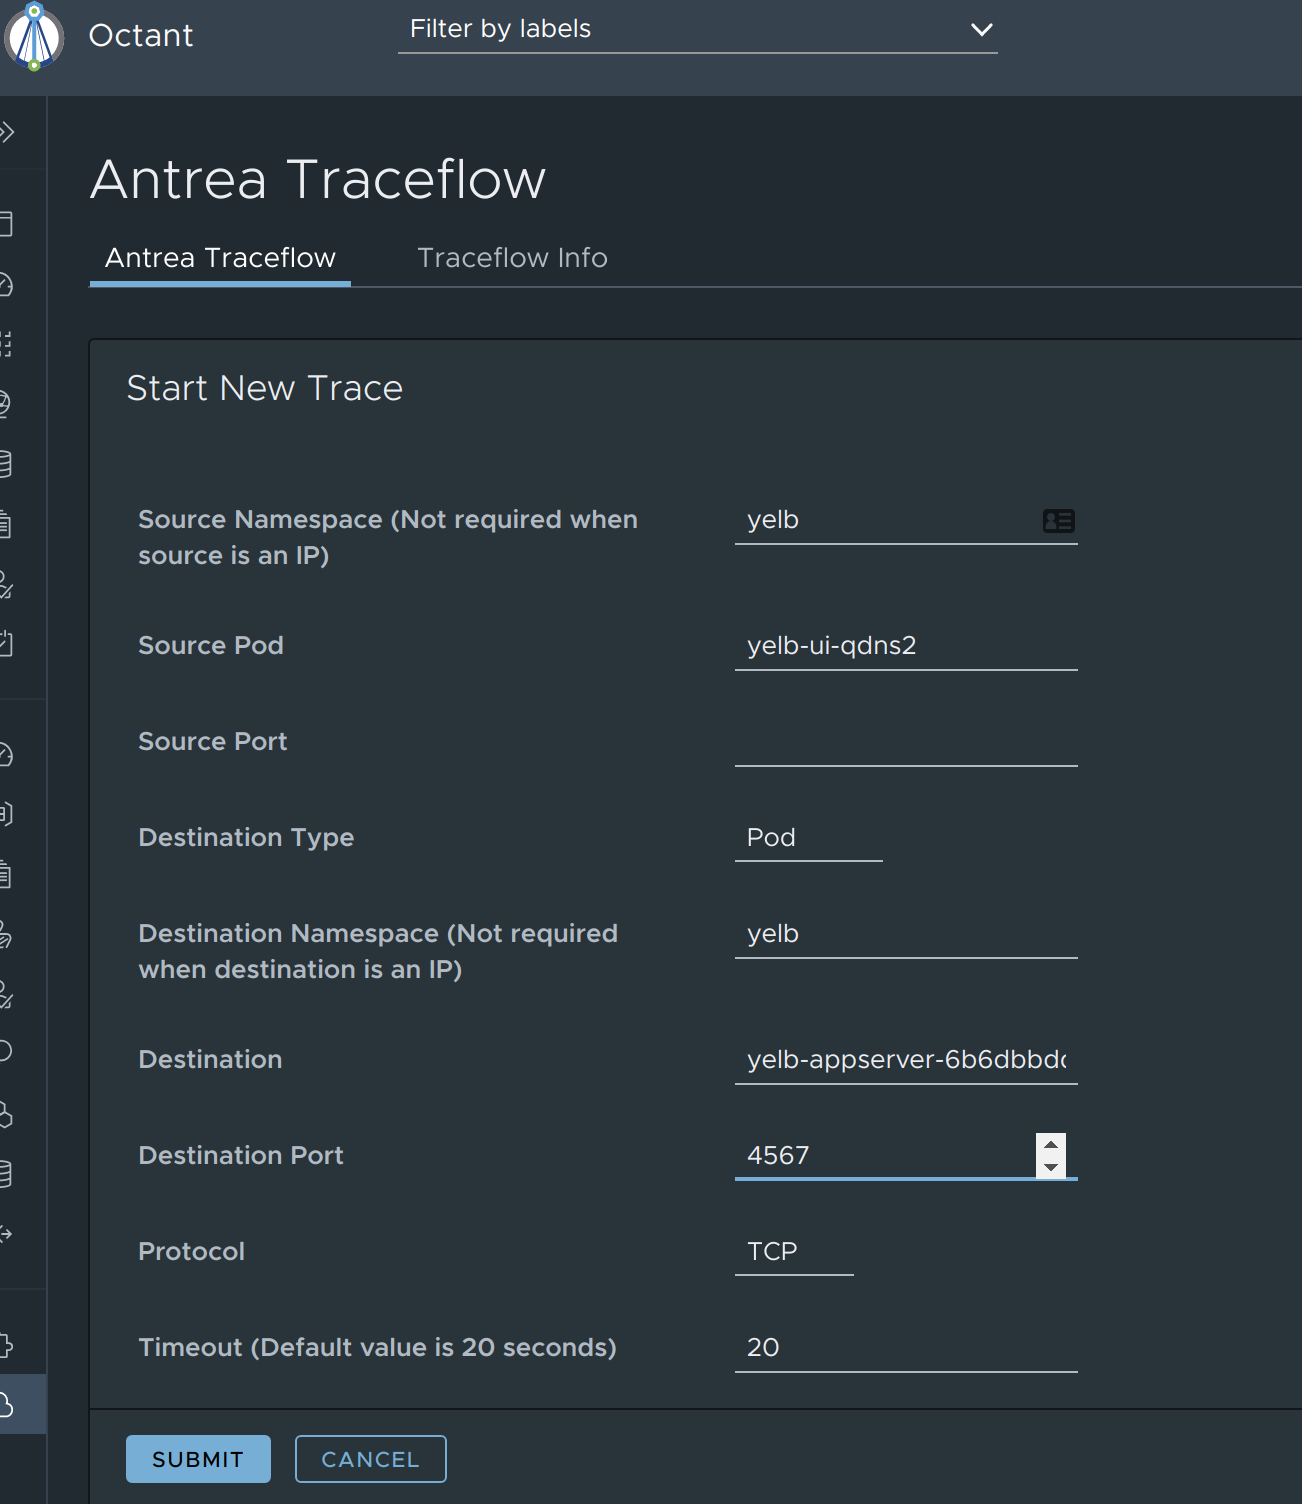 Octant
Filter by labels
Antrea Traceflow
Antrea Traceflow
Traceflow Info
Start New Trace
Source Namespace (Not required when
source is an IP)
yelb
Source Pod
yelb-ui-qdns2
Source Port
Destination Type
Pod
Destination Namespace (Not required
when destination is an IP)
yelb
Destination
yelb-appserver-6b6dbbdc
Destination Port
4567
Protocol
TCP
Timeout (Default value is 20 seconds)
20
SUBMIT
CANCEL